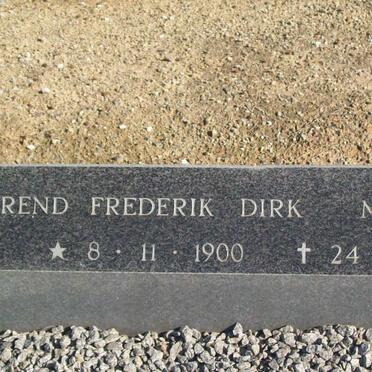 REND FREDERIK DIRK
★ 8 · 11 · 1900 ✝ 24